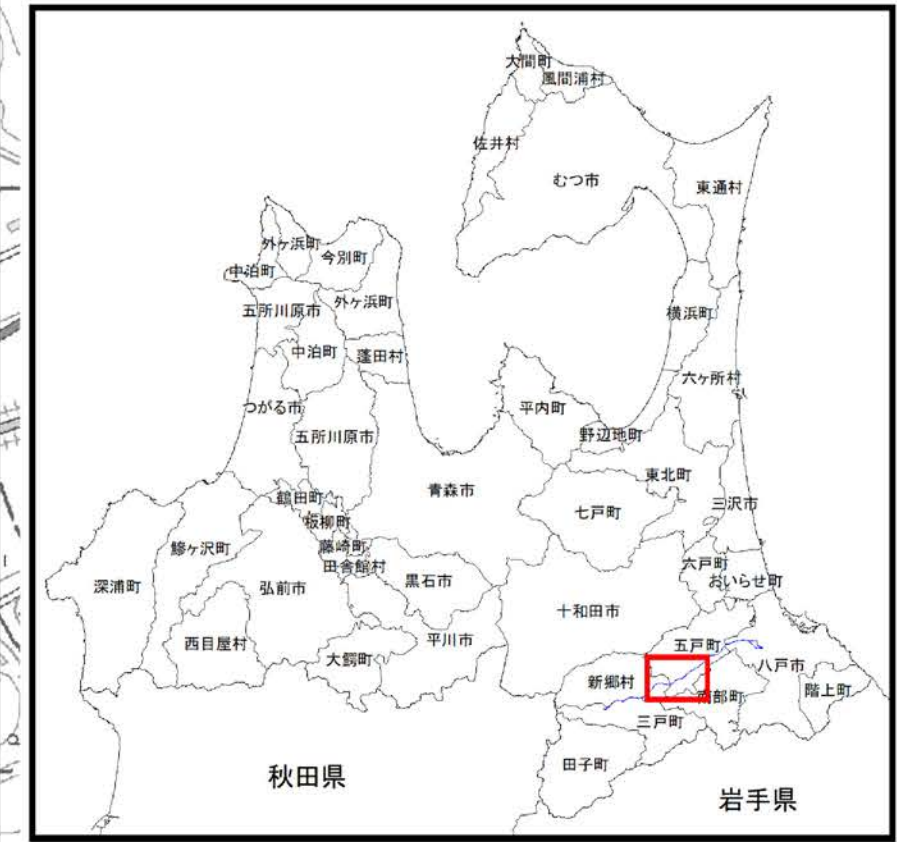 大間町
風間浦村
佐井村
むつ市
東通村
外ヶ浜町
今別町
中泊町
五所川原市
外ヶ浜町
横浜町
中泊町
蓬田村
六ヶ所村
つがる市
平内町
五所川原市
野辺地町
東北町
青森市
鶴田町
三沢市
七戸町
板柳町
藤崎町
鰺ヶ沢町
田舎館村
六戸町
深浦町
弘前市
黒石市
おいらせ町
十和田市
西目屋村
平川市
五戸町
大鰐町
八戸市
新郷村
南部町
階上町
三戸町
田子町
秋田県
岩手県